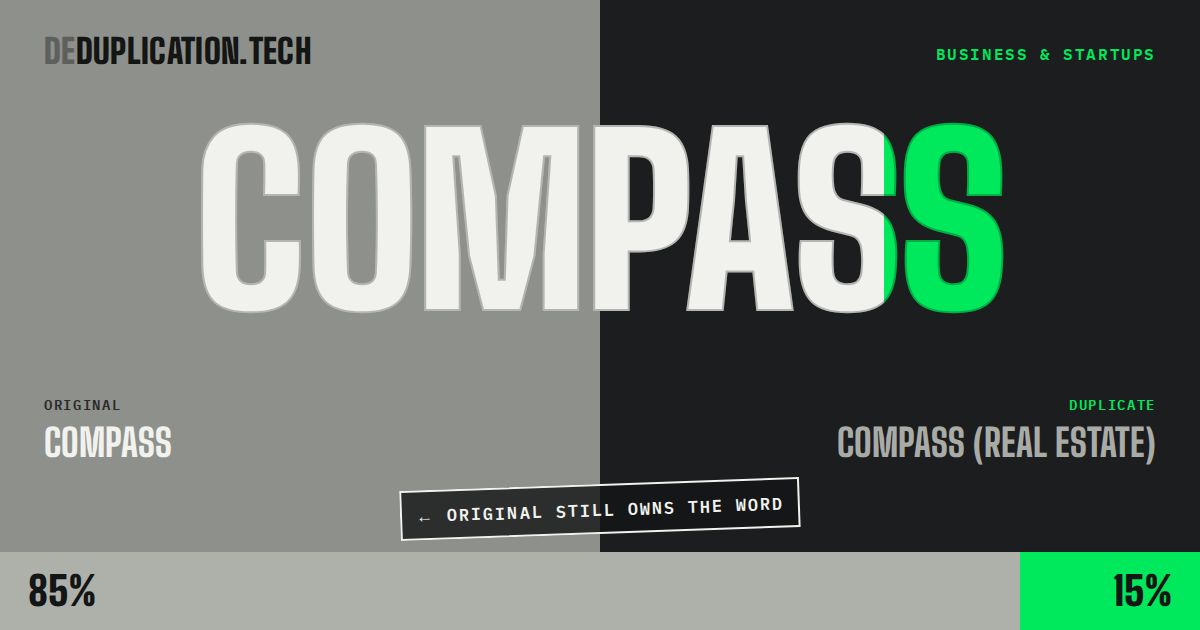 DEDUPLICATION.TECH
BUSINESS & STARTUPS
COMPASS
ORIGINAL
COMPASS
DUPLICATE
COMPASS (REAL ESTATE)
← ORIGINAL STILL OWNS THE WORD
85%
15%